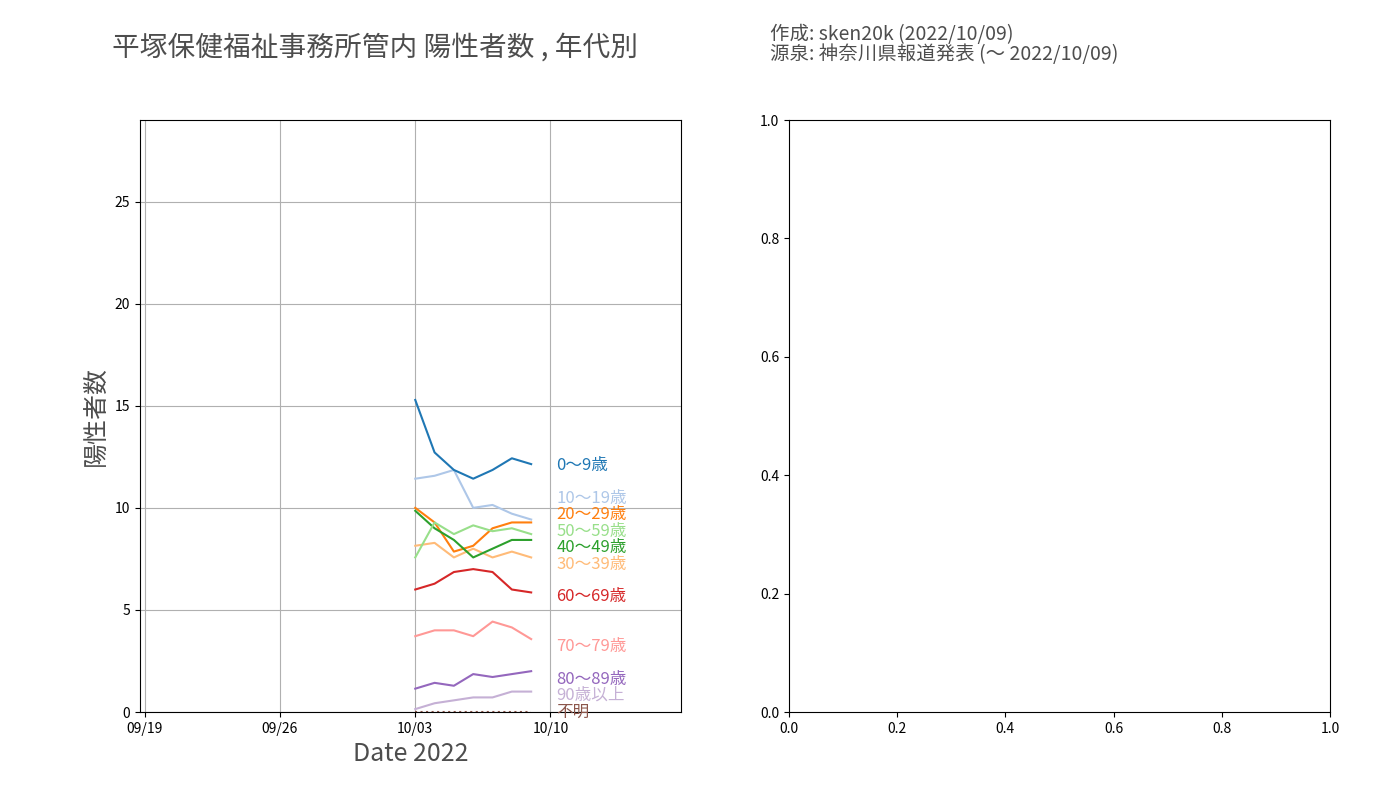 平塚保健福祉事務所管内 陽性者数 , 年代別
作成: sken20k (2022/10/09)
源泉: 神奈川県報道発表 (〜 2022/10/09)
陽性者数
25
20
15
10
5
0
09/19
09/26
10/03
10/10
Date 2022
0〜9歳
10〜19歳
20〜29歳
50〜59歳
40〜49歳
30〜39歳
60〜69歳
70〜79歳
80〜89歳
90歳以上
不明
1.0
0.8
0.6
0.4
0.2
0.0
0.0
0.2
0.4
0.6
0.8
1.0